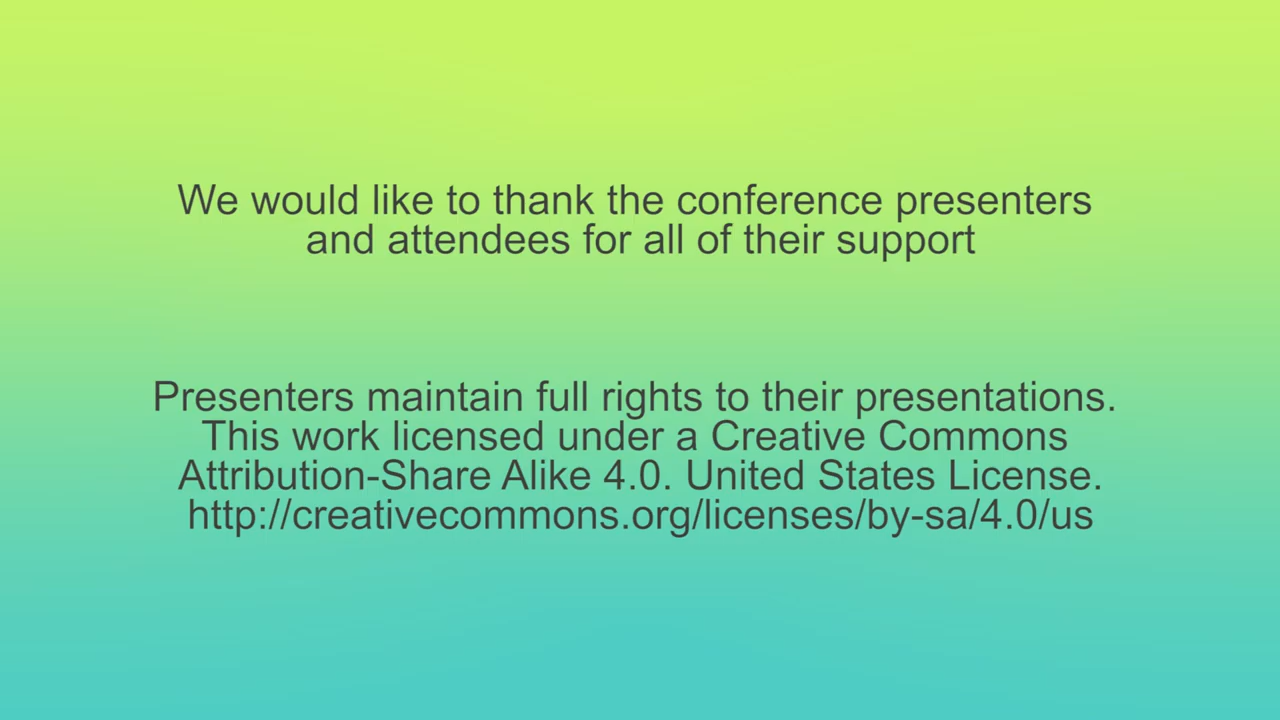 We would like to thank the conference presenters
and attendees for all of their support
Presenters maintain full rights to their presentations.
This work licensed under a Creative Commons
Attribution-Share Alike 4.0. United States License.
http://creativecommons.org/licenses/by-sa/4.0/us